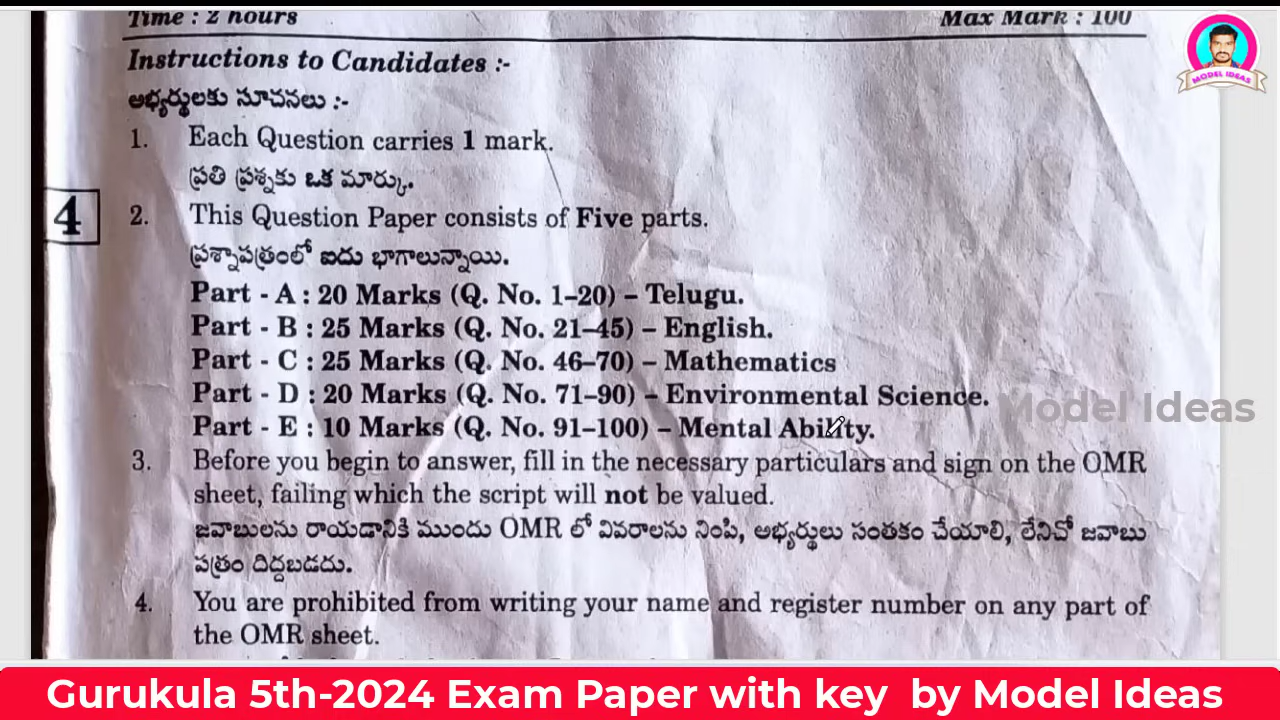 Time : 2 hours Max Mark : 100
Instructions to Candidates :-
అభ్యర్థులకు సూచనలు :-
1. Each Question carries 1 mark.
ప్రతి ప్రశ్నకు ఒక మార్కు.
4
2. This Question Paper consists of Five parts.
ప్రశ్నాపత్రంలో ఐదు భాగాలున్నాయి.
Part - A : 20 Marks (Q. No. 1–20) – Telugu.
Part - B : 25 Marks (Q. No. 21–45) – English.
Part - C : 25 Marks (Q. No. 46–70) – Mathematics
Part - D : 20 Marks (Q. No. 71–90) – Environmental Science.
Part - E : 10 Marks (Q. No. 91–100) – Mental Ability.
3. Before you begin to answer, fill in the necessary particulars and sign on the OMR
sheet, failing which the script will not be valued.
జవాబులను రాయడానికి ముందు OMR లో వివరాలను నింపి, అభ్యర్థులు సంతకం చేయాలి, లేనిచో జవాబు
పత్రం దిద్దబడదు.
4. You are prohibited from writing your name and register number on any part of
the OMR sheet.
MODEL IDEAS
Model Ideas
Gurukula 5th-2024 Exam Paper with key by Model Ideas